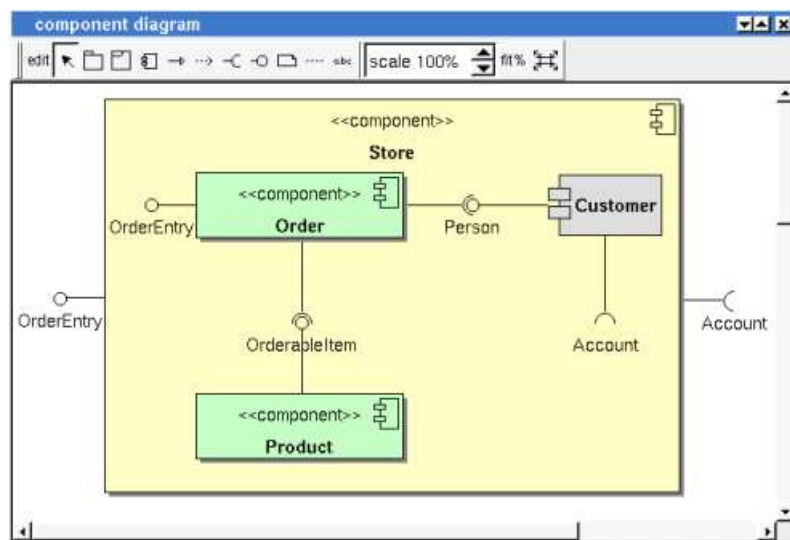 component diagram
edit abc scale 100% fit%
<<component>>
Store
<<component>>
Order
OrderEntry
Person
Customer
OrderEntry
OrderableItem
Account
Account
<<component>>
Product